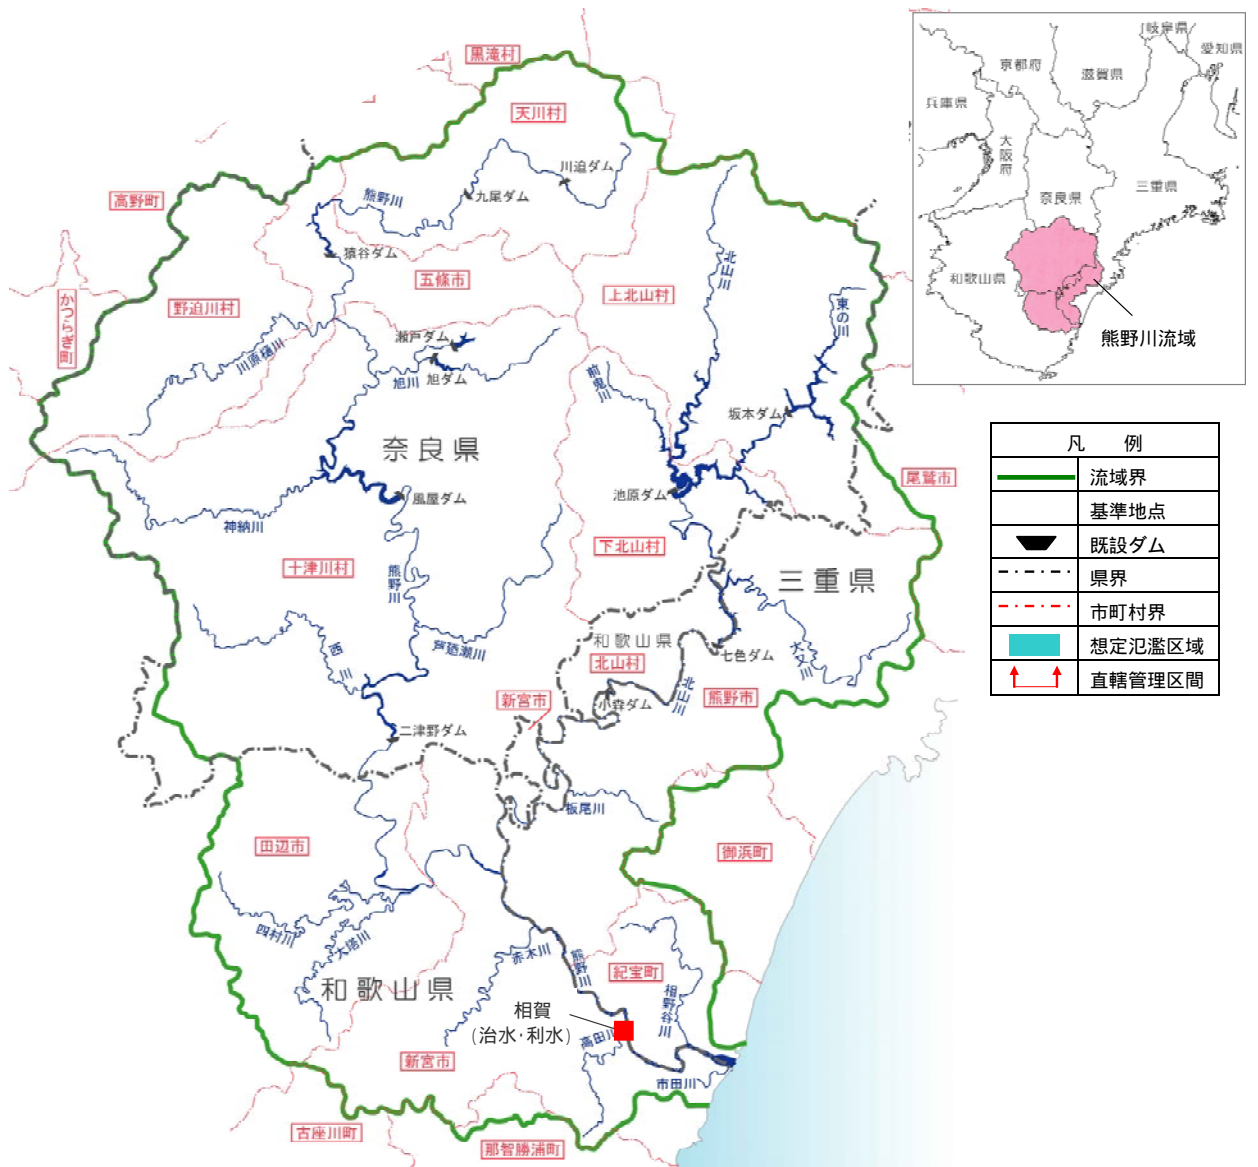 黒滝村
天川村
川迫ダム
九尾ダム
熊野川
高野町
猿谷ダム
五條市
上北山村
北山川
東の川
野迫川村
かつらぎ町
川原樋川
瀬戸ダム
旭ダム
旭川
前鬼川
坂本ダム
奈良県
尾鷲市
池原ダム
風屋ダム
神納川
下北山村
十津川村
熊野川
三重県
和歌山県
北山村
七色ダム
大又川
芦廼瀬川
西川
新宮市
小森ダム
北山川
熊野市
二津野ダム
板尾川
田辺市
御浜町
四村川
大塔川
赤木川
熊野川
紀宝町
相野谷川
和歌山県
相賀
(治水・利水)
高田川
新宮市
市田川
古座川町
那智勝浦町
岐阜県
愛知県
京都府
滋賀県
兵庫県
大阪府
奈良県
三重県
和歌山県
熊野川流域
凡 例
流域界
基準地点
既設ダム
県界
市町村界
想定氾濫区域
直轄管理区間